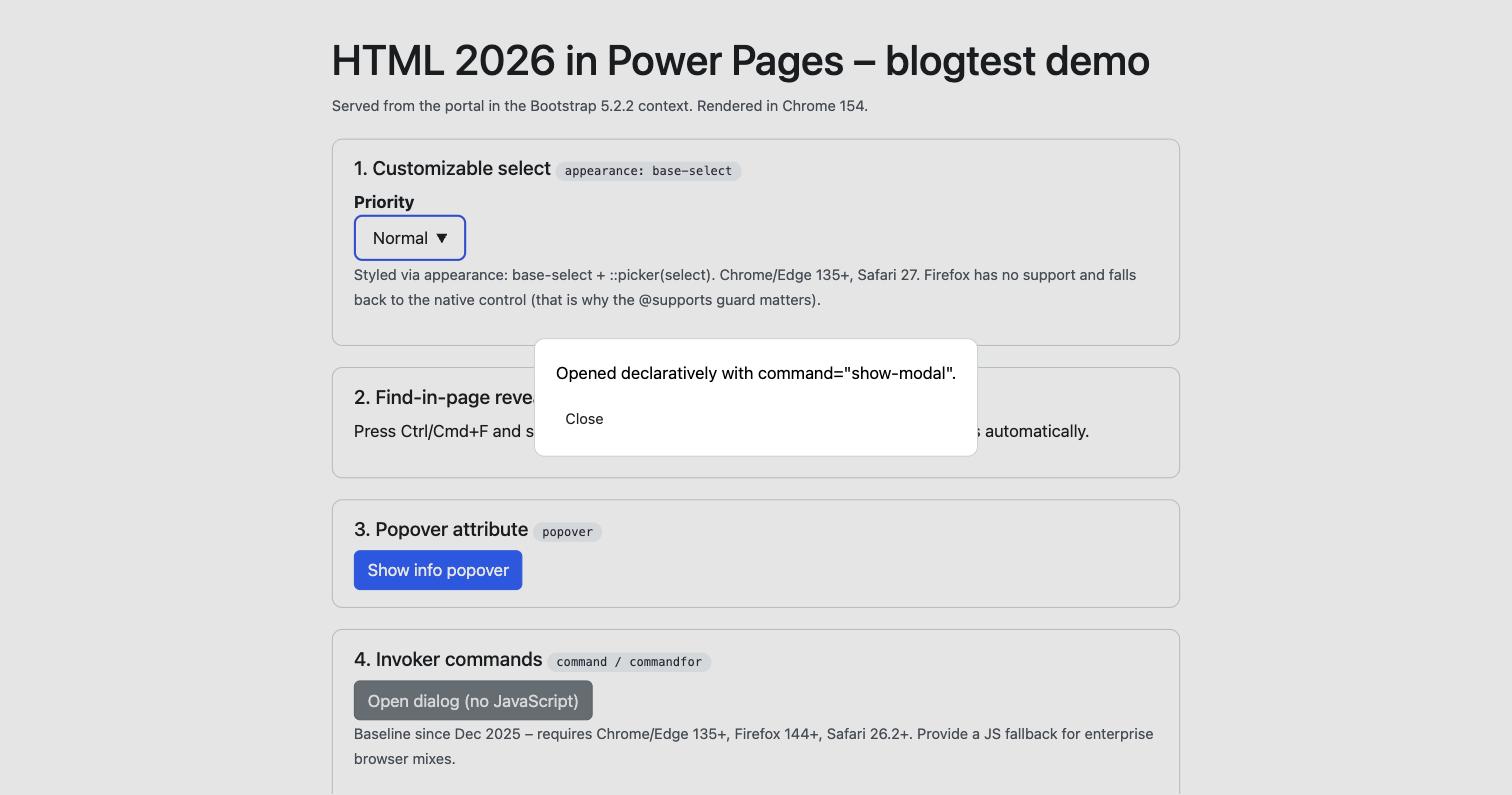 HTML 2026 in Power Pages – blogtest demo
Served from the portal in the Bootstrap 5.2.2 context. Rendered in Chrome 154.
1. Customizable select appearance: base-select
Priority
Normal ▼
Styled via appearance: base-select + ::picker(select). Chrome/Edge 135+, Safari 27. Firefox has no support and falls
back to the native control (that is why the @supports guard matters).
Opened declaratively with command="show-modal".
Close
2. Find-in-page
Press Ctrl/Cmd+F and automatically.
3. Popover attribute popover
Show info popover
4. Invoker commands command / commandfor
Open dialog (no JavaScript)
Baseline since Dec 2025 – requires Chrome/Edge 135+, Firefox 144+, Safari 26.2+. Provide a JS fallback for enterprise
browser mixes.